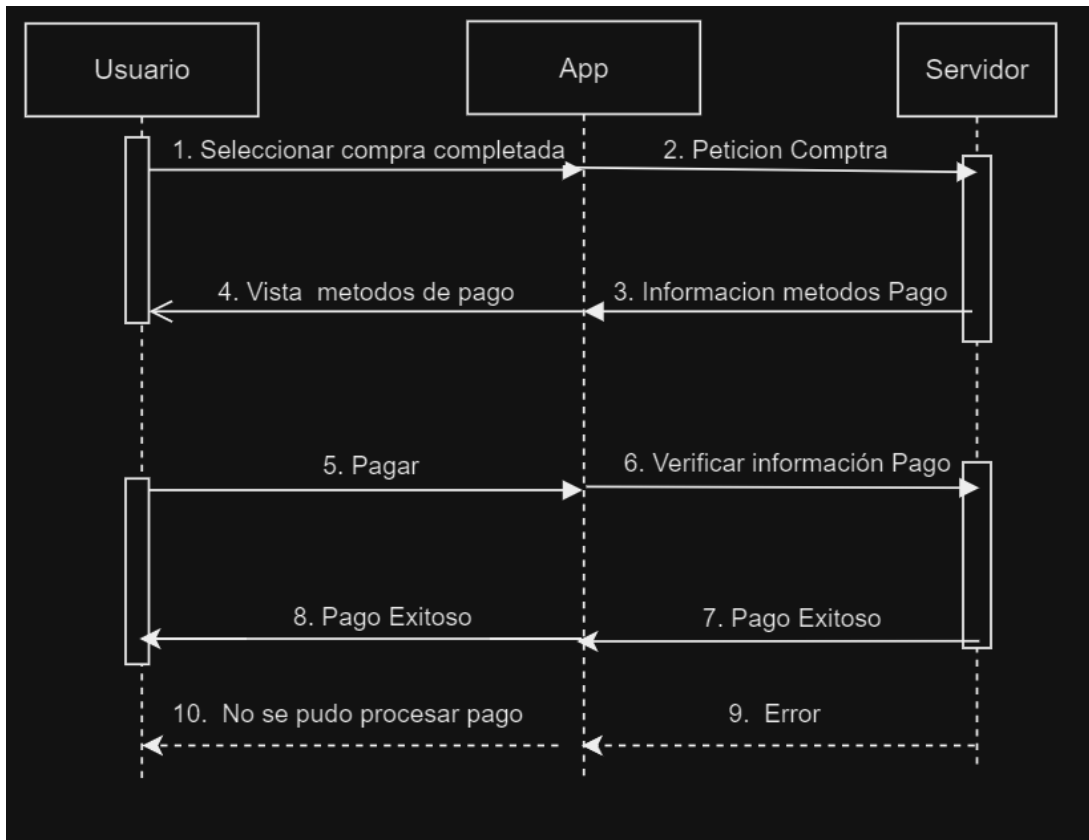 Usuario
App
Servidor
1. Seleccionar compra completada
2. Peticion Comptra
4. Vista metodos de pago
3. Informacion metodos Pago
5. Pagar
6. Verificar información Pago
8. Pago Exitoso
7. Pago Exitoso
10. No se pudo procesar pago
9. Error